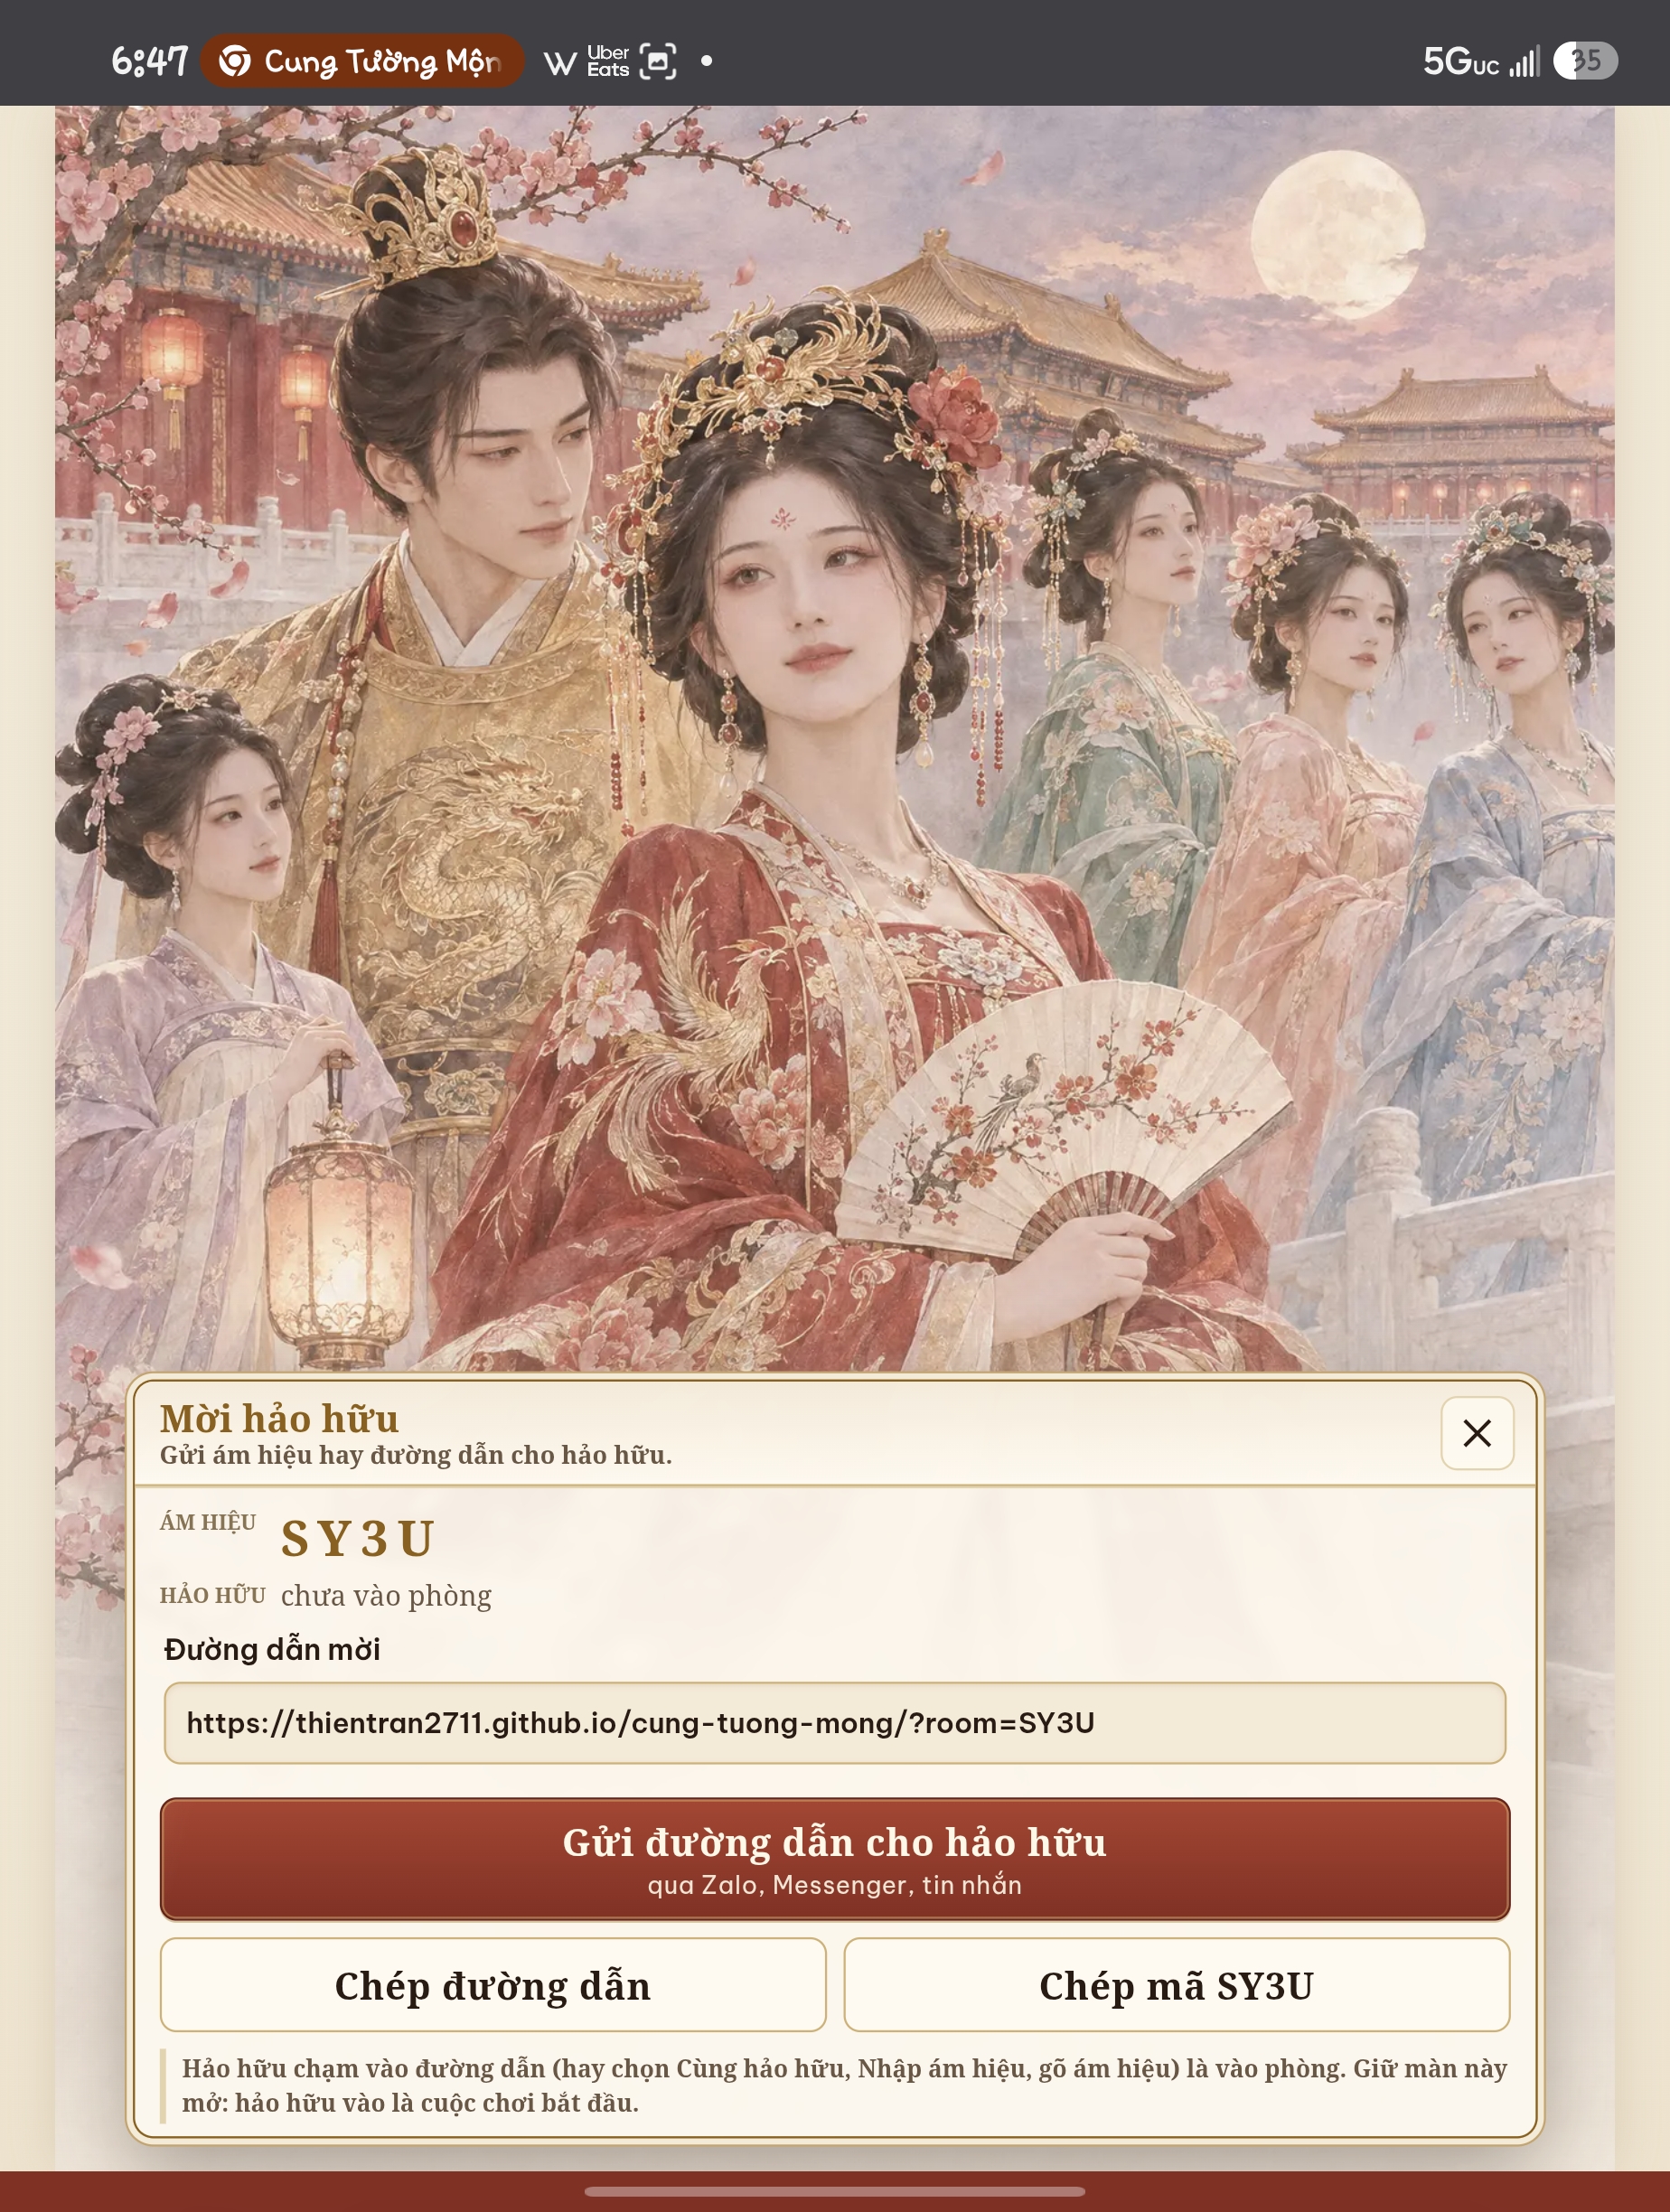 6:47 Cung Tường Mộn W Uber Eats 5GUC 35
Mời hảo hữu
Gửi ám hiệu hay đường dẫn cho hảo hữu.
ÁM HIỆU SY3U
HẢO HỮU chưa vào phòng
Đường dẫn mời
https://thientran2711.github.io/cung-tuong-mong/?room=SY3U
Gửi đường dẫn cho hảo hữu
qua Zalo, Messenger, tin nhắn
Chép đường dẫn Chép mã SY3U
Hảo hữu chạm vào đường dẫn (hay chọn Cùng hảo hữu, Nhập ám hiệu, gõ ám hiệu) là vào phòng. Giữ màn này
mở: hảo hữu vào là cuộc chơi bắt đầu.